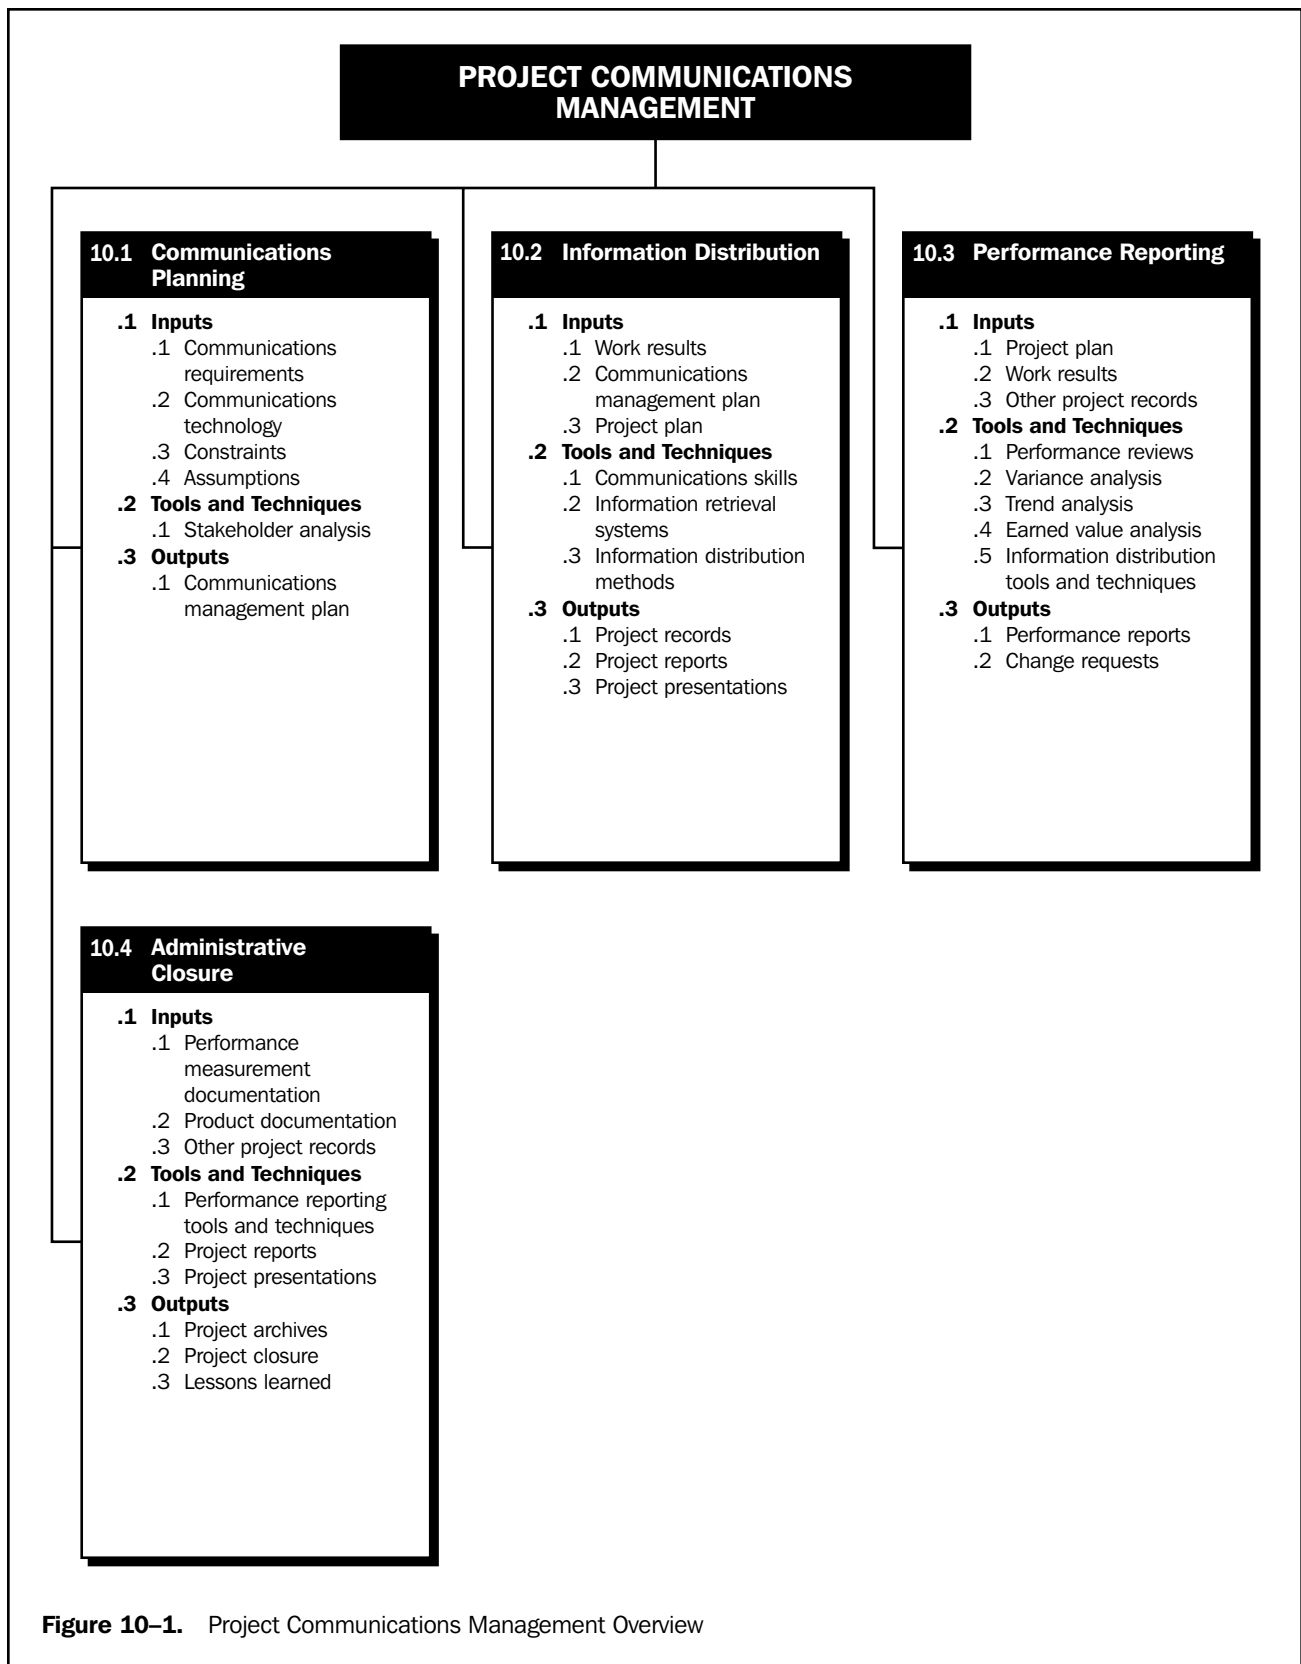 PROJECT COMMUNICATIONS
MANAGEMENT
10.1 Communications
Planning
.1 Inputs
.1 Communications
requirements
.2 Communications
technology
.3 Constraints
.4 Assumptions
.2 Tools and Techniques
.1 Stakeholder analysis
.3 Outputs
.1 Communications
management plan
10.2 Information Distribution
.1 Inputs
.1 Work results
.2 Communications
management plan
.3 Project plan
.2 Tools and Techniques
.1 Communications skills
.2 Information retrieval
systems
.3 Information distribution
methods
.3 Outputs
.1 Project records
.2 Project reports
.3 Project presentations
10.3 Performance Reporting
.1 Inputs
.1 Project plan
.2 Work results
.3 Other project records
.2 Tools and Techniques
.1 Performance reviews
.2 Variance analysis
.3 Trend analysis
.4 Earned value analysis
.5 Information distribution
tools and techniques
.3 Outputs
.1 Performance reports
.2 Change requests
10.4 Administrative
Closure
.1 Inputs
.1 Performance
measurement
documentation
.2 Product documentation
.3 Other project records
.2 Tools and Techniques
.1 Performance reporting
tools and techniques
.2 Project reports
.3 Project presentations
.3 Outputs
.1 Project archives
.2 Project closure
.3 Lessons learned
Figure 10–1. Project Communications Management Overview